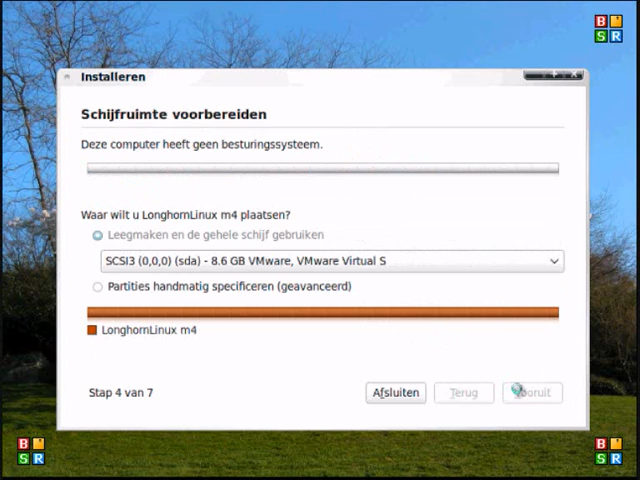 B
S R
Installeren
Schijfruimte voorbereiden
Deze computer heeft geen besturingssysteem.
Waar wilt u LonghornLinux m4 plaatsen?
Leegmaken en de gehele schijf gebruiken
SCSI3 (0,0,0) (sda) - 8.6 GB VMware, VMware Virtual S
Partities handmatig specificeren (geavanceerd)
LonghornLinux m4
Stap 4 van 7
Afsluiten
Terug
Vooruit
B
S R
B
S R